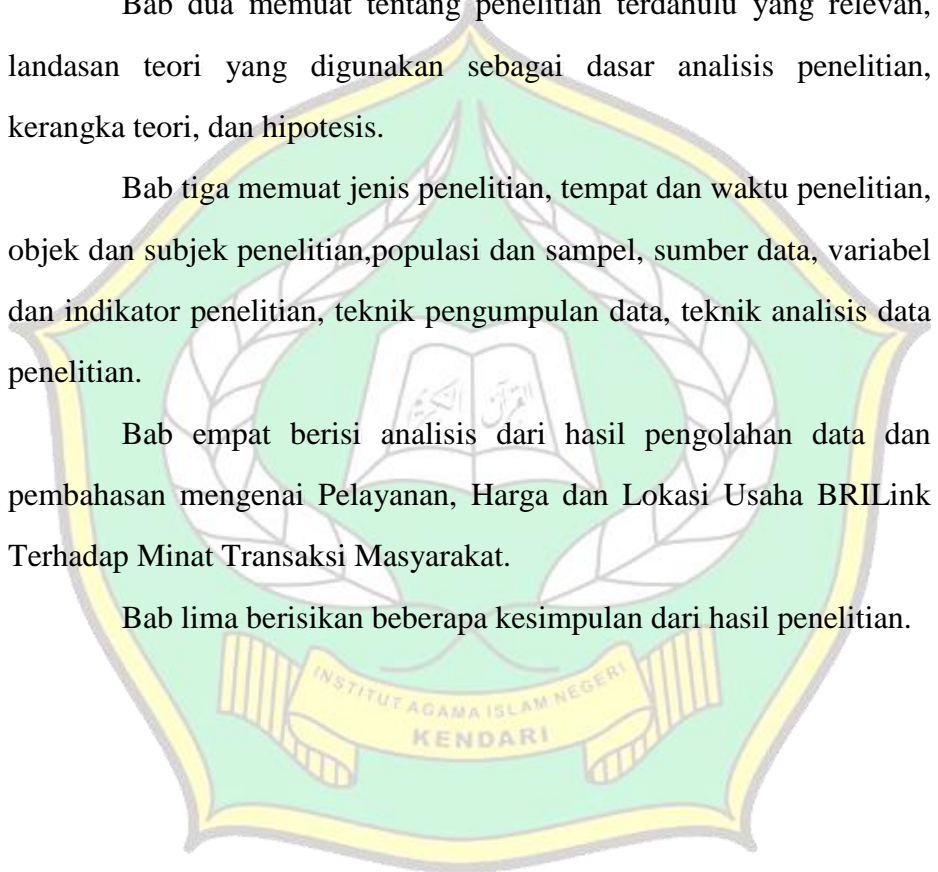 Bab dua memuat tentang penelitian terdahulu yang relevan,
landasan teori yang digunakan sebagai dasar analisis penelitian,
kerangka teori, dan hipotesis.
Bab tiga memuat jenis penelitian, tempat dan waktu penelitian,
objek dan subjek penelitian,populasi dan sampel, sumber data, variabel
dan indikator penelitian, teknik pengumpulan data, teknik analisis data
penelitian.
Bab empat berisi analisis dari hasil pengolahan data dan
pembahasan mengenai Pelayanan, Harga dan Lokasi Usaha BRILink
Terhadap Minat Transaksi Masyarakat.
Bab lima berisikan beberapa kesimpulan dari hasil penelitian.
القرآن الكريم
INSTITUT AGAMA ISLAM NEGERI
KENDARI